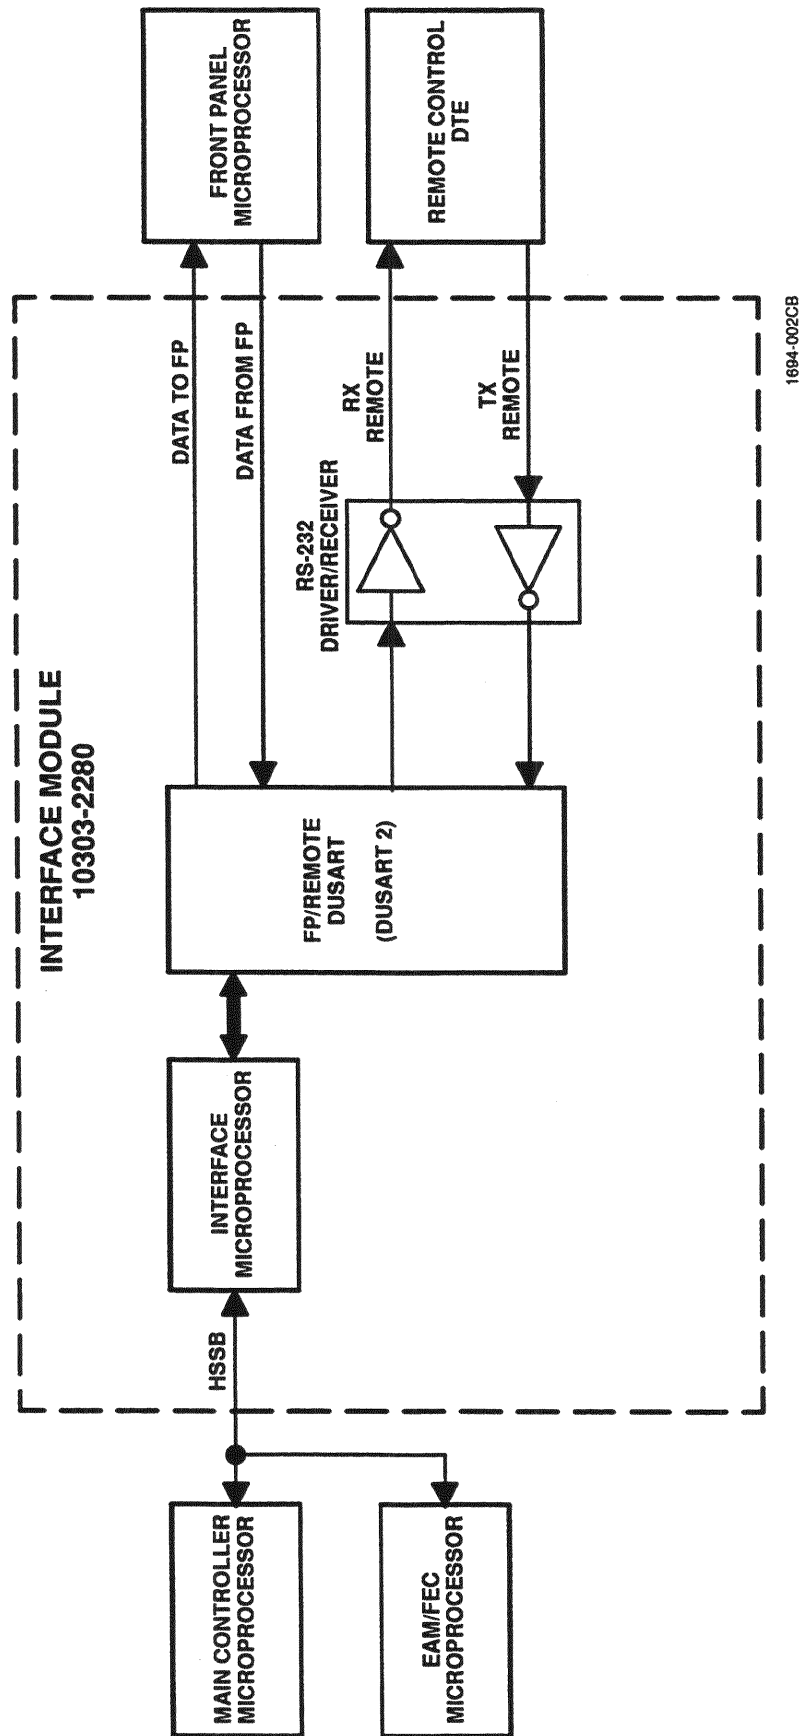 INTERFACE MODULE
10303-2280
MAIN CONTROLLER
MICROPROCESSOR
EAM/FEC
MICROPROCESSOR
HSSB
INTERFACE
MICROPROCESSOR
FP/REMOTE
DUSART
(DUSART 2)
RS-232
DRIVER/RECEIVER
DATA TO FP
DATA FROM FP
RX
REMOTE
TX
REMOTE
FRONT PANEL
MICROPROCESSOR
REMOTE CONTROL
DTE
1694-002CB